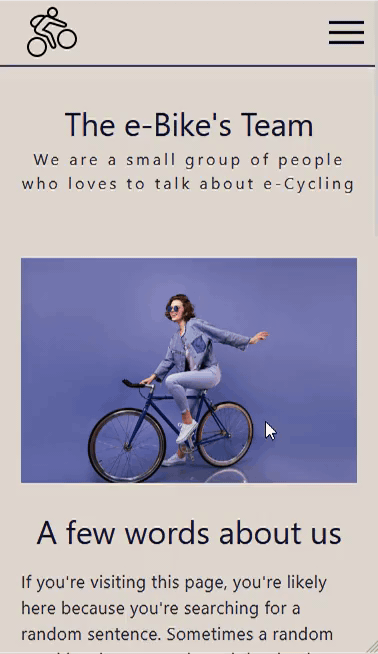 The e-Bike's Team
We are a small group of people
who loves to talk about e-Cycling
A few words about us
If you're visiting this page, you're likely
here because you're searching for a
random sentence. Sometimes a random